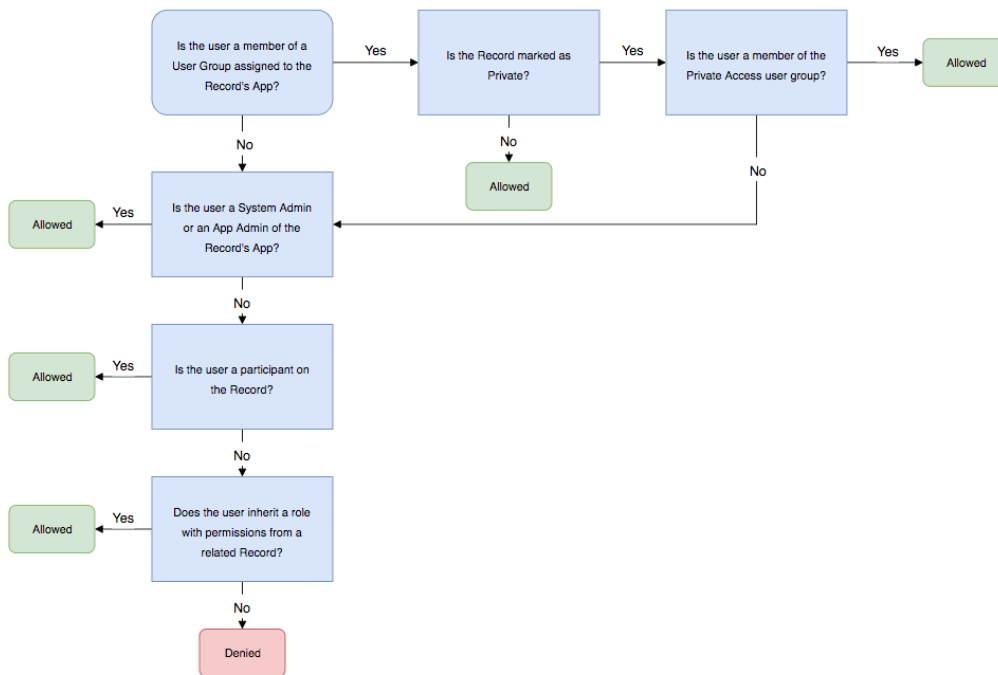 Is the user a member of a
User Group assigned to the
Record's App?
Yes
Is the Record marked as
Private?
Yes
Is the user a member of the
Private Access user group?
Yes
Allowed
No
No
Allowed
No
Is the user a System Admin
or an App Admin of the
Record's App?
Yes
Allowed
No
Is the user a participant on
the Record?
Yes
Allowed
No
Does the user inherit a role
with permissions from a
related Record?
Yes
Allowed
No
Denied